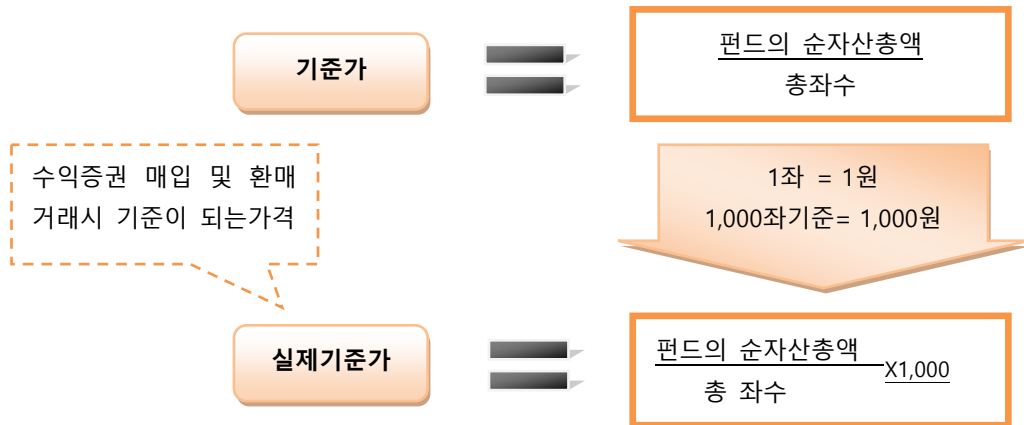 기준가
펀드의 순자산총액
총좌수
수익증권 매입 및 환매
거래시 기준이 되는가격
1좌 = 1원
1,000좌기준= 1,000원
실제기준가
펀드의 순자산총액
X1,000
총 좌수